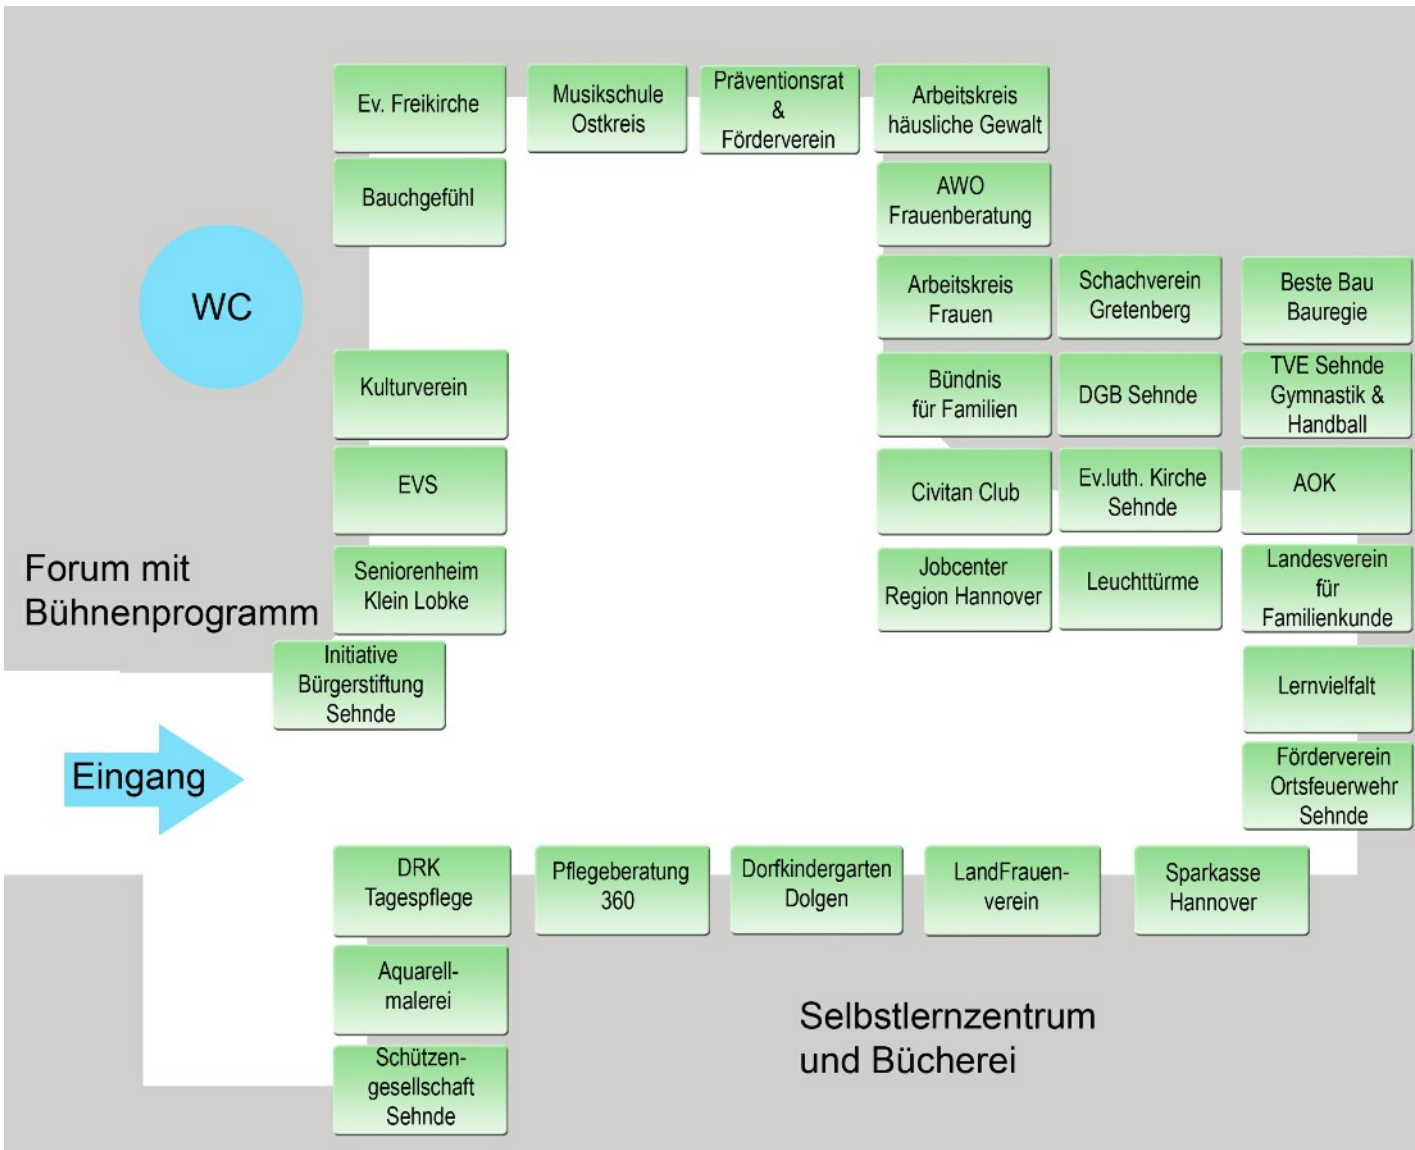 Ev. Freikirche
Musikschule
Ostkreis
Präventionsrat
&
Förderverein
Arbeitskreis
häusliche Gewalt
Bauchgefühl
AWO
Frauenberatung
WC
Arbeitskreis
Frauen
Schachverein
Gretenberg
Beste Bau
Bauregie
Kulturverein
Bündnis
für Familien
DGB Sehnde
TVE Sehnde
Gymnastik &
Handball
EVS
Civitan Club
Ev.luth. Kirche
Sehnde
AOK
Forum mit
Bühnenprogramm
Seniorenheim
Klein Lobke
Jobcenter
Region Hannover
Leuchttürme
Landesverein
für
Familienkunde
Initiative
Bürgerstiftung
Sehnde
Lernvielfalt
Eingang
Förderverein
Ortsfeuerwehr
Sehnde
DRK
Tagespflege
Pflegeberatung
360
Dorfkindergarten
Dolgen
LandFrauen-
verein
Sparkasse
Hannover
Aquarell-
malerei
Selbstlernzentrum
und Bücherei
Schützen-
gesellschaft
Sehnde